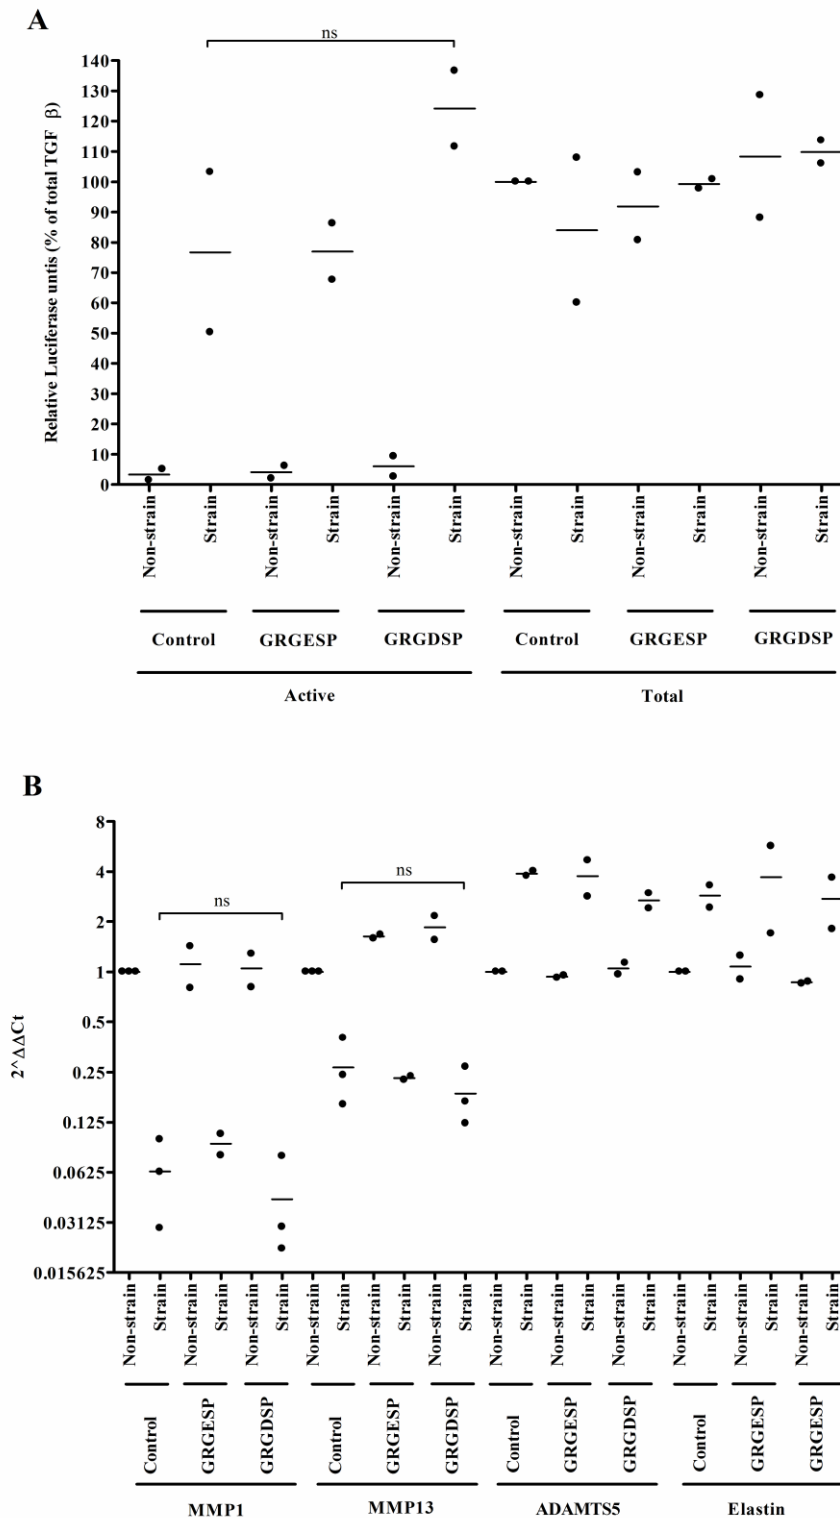 A
ns
Relative Luciferase untis (% of total TGF β)
140
130
120
110
100
90
80
70
60
50
40
30
20
10
0
Non-strain Strain Non-strain Strain Non-strain Strain Non-strain Strain Non-strain Strain Non-strain Strain
Control GRGESP GRGDSP Control GRGESP GRGDSP
Active Total
B
ns
ns
2^ΔΔCt
8
4
2
1
0.5
0.25
0.125
0.0625
0.03125
0.015625
Non-strain Strain Non-strain Strain Non-strain Strain Non-strain Strain Non-strain Strain Non-strain Strain Non-strain Strain Non-strain Strain Non-strain Strain Non-strain Strain Non-strain Strain Non-strain Strain
Control GRGESP GRGDSP Control GRGESP GRGDSP Control GRGESP GRGDSP Control GRGESP GRGESP
MMP1 MMP13 ADAMTS5 Elastin